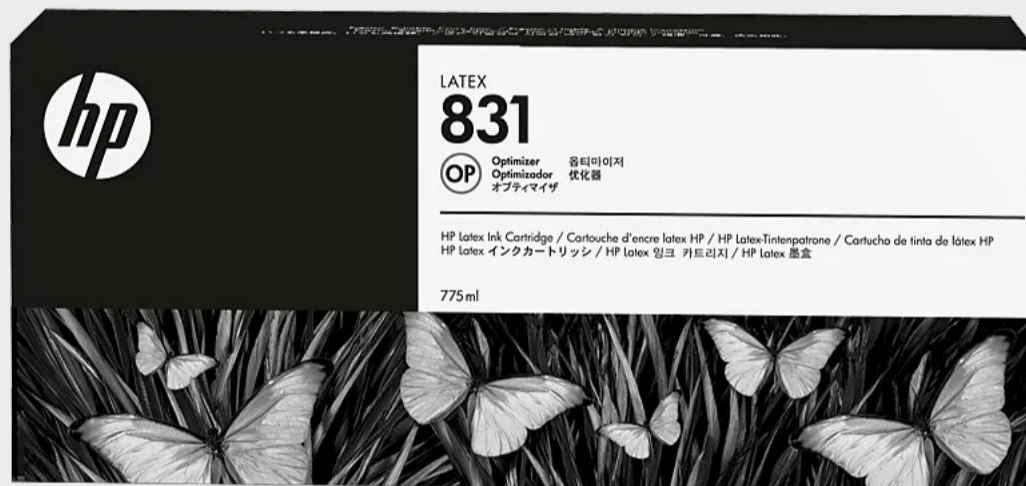 hp
LATEX
831
OP
Optimizer 옵티마이저
Optimizador 优化器
オプティマイザ
HP Latex Ink Cartridge / Cartouche d'encre latex HP / HP Latex-Tintenpatrone / Cartucho de tinta de látex HP
HP Latex インクカートリッジ / HP Latex 잉크 카트리지 / HP Latex 墨盒
775 ml